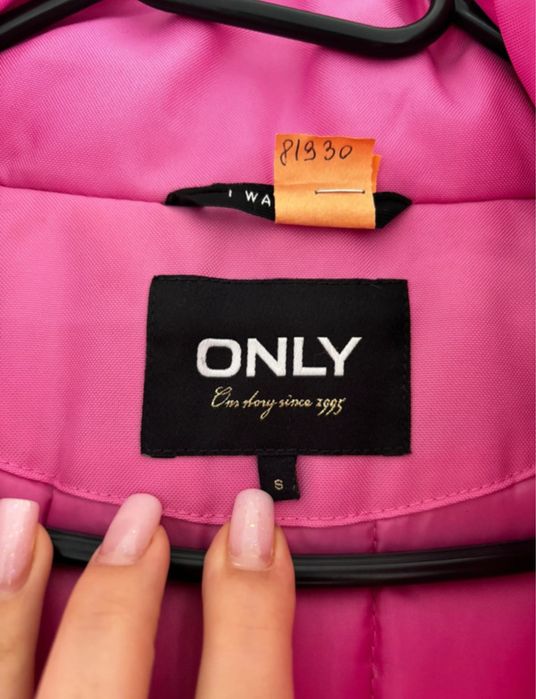 81930
I WA
ONLY
Our story since 1995
S